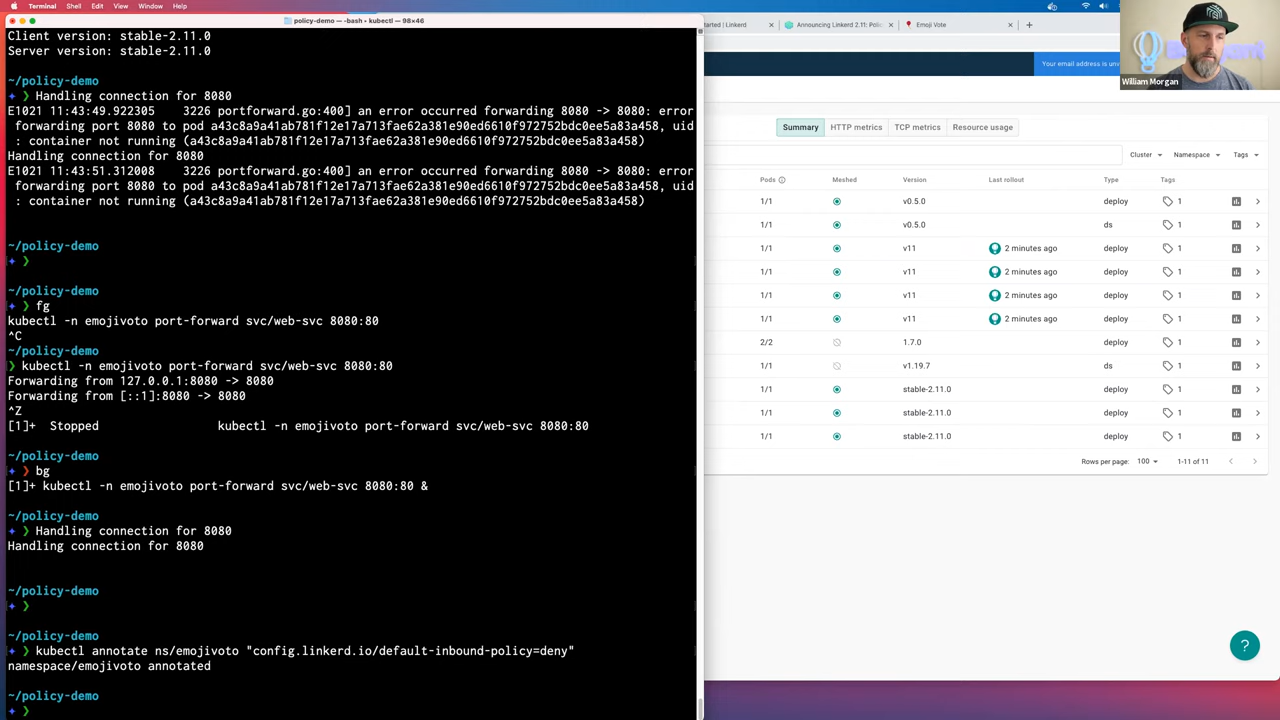 Terminal Shell Edit View Window Help
policy-demo — -bash • kubectl — 98×46
Client version: stable-2.11.0
Server version: stable-2.11.0
~/policy-demo
✦ ❯ Handling connection for 8080
E1021 11:43:49.922305    3226 portforward.go:400] an error occurred forwarding 8080 -> 8080: error
forwarding port 8080 to pod a43c8a9a41ab781f12e17a713fae62a381e90ed6610f972752bdc0ee5a83a458, uid
: container not running (a43c8a9a41ab781f12e17a713fae62a381e90ed6610f972752bdc0ee5a83a458)
Handling connection for 8080
E1021 11:43:51.312008    3226 portforward.go:400] an error occurred forwarding 8080 -> 8080: error
forwarding port 8080 to pod a43c8a9a41ab781f12e17a713fae62a381e90ed6610f972752bdc0ee5a83a458, uid
: container not running (a43c8a9a41ab781f12e17a713fae62a381e90ed6610f972752bdc0ee5a83a458)
~/policy-demo
✦ ❯
~/policy-demo
✦ ❯ fg
kubectl -n emojivoto port-forward svc/web-svc 8080:80
^C
~/policy-demo
❯ kubectl -n emojivoto port-forward svc/web-svc 8080:80
Forwarding from 127.0.0.1:8080 -> 8080
Forwarding from [::1]:8080 -> 8080
^Z
[1]+  Stopped                 kubectl -n emojivoto port-forward svc/web-svc 8080:80
~/policy-demo
✦ ❯ bg
[1]+ kubectl -n emojivoto port-forward svc/web-svc 8080:80 &
~/policy-demo
✦ ❯ Handling connection for 8080
Handling connection for 8080
~/policy-demo
✦ ❯
~/policy-demo
✦ ❯ kubectl annotate ns/emojivoto "config.linkerd.io/default-inbound-policy=deny"
namespace/emojivoto annotated
~/policy-demo
✦ ❯
started | Linkerd × Announcing Linkerd 2.11: Polic × Emoji Vote × +
Your email address is unv
William Morgan
Summary HTTP metrics TCP metrics Resource usage
Cluster Namespace Tags
Pods Meshed Version Last rollout Type Tags
1/1 v0.5.0 deploy 1
1/1 v0.5.0 ds 1
1/1 v11 2 minutes ago deploy 1
1/1 v11 2 minutes ago deploy 1
1/1 v11 2 minutes ago deploy 1
1/1 v11 2 minutes ago deploy 1
2/2 1.7.0 deploy 1
1/1 v1.19.7 ds 1
1/1 stable-2.11.0 deploy 1
1/1 stable-2.11.0 deploy 1
1/1 stable-2.11.0 deploy 1
Rows per page: 100 1-11 of 11